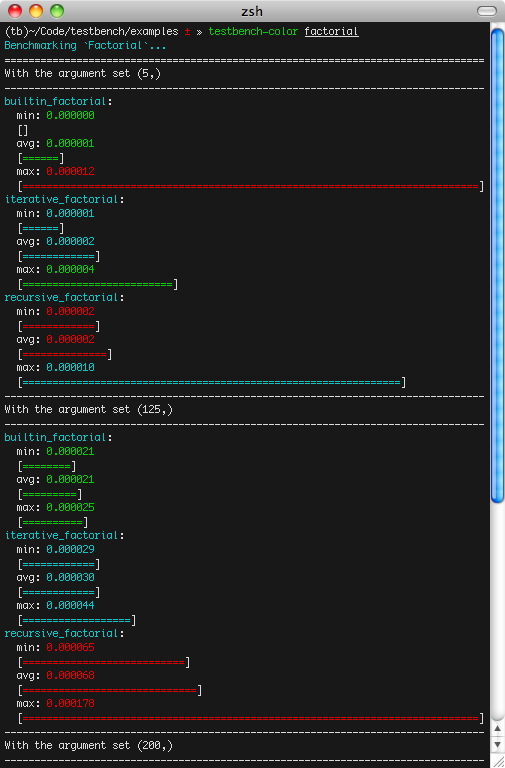 zsh
(tb)~/Code/testbench/examples ± » testbench-color factorial
Benchmarking `Factorial`...
================================================================================
With the argument set (5,)
--------------------------------------------------------------------------------
builtin_factorial:
  min: 0.000000
  []
  avg: 0.000001
  [======]
  max: 0.000012
  [============================================================================]
iterative_factorial:
  min: 0.000001
  [======]
  avg: 0.000002
  [============]
  max: 0.000004
  [=========================]
recursive_factorial:
  min: 0.000002
  [============]
  avg: 0.000002
  [==============]
  max: 0.000010
  [===============================================================]
--------------------------------------------------------------------------------
With the argument set (125,)
--------------------------------------------------------------------------------
builtin_factorial:
  min: 0.000021
  [========]
  avg: 0.000021
  [=========]
  max: 0.000025
  [==========]
iterative_factorial:
  min: 0.000029
  [============]
  avg: 0.000030
  [============]
  max: 0.000044
  [==================]
recursive_factorial:
  min: 0.000065
  [===========================]
  avg: 0.000068
  [=============================]
  max: 0.000178
  [============================================================================]
--------------------------------------------------------------------------------
With the argument set (200,)
--------------------------------------------------------------------------------